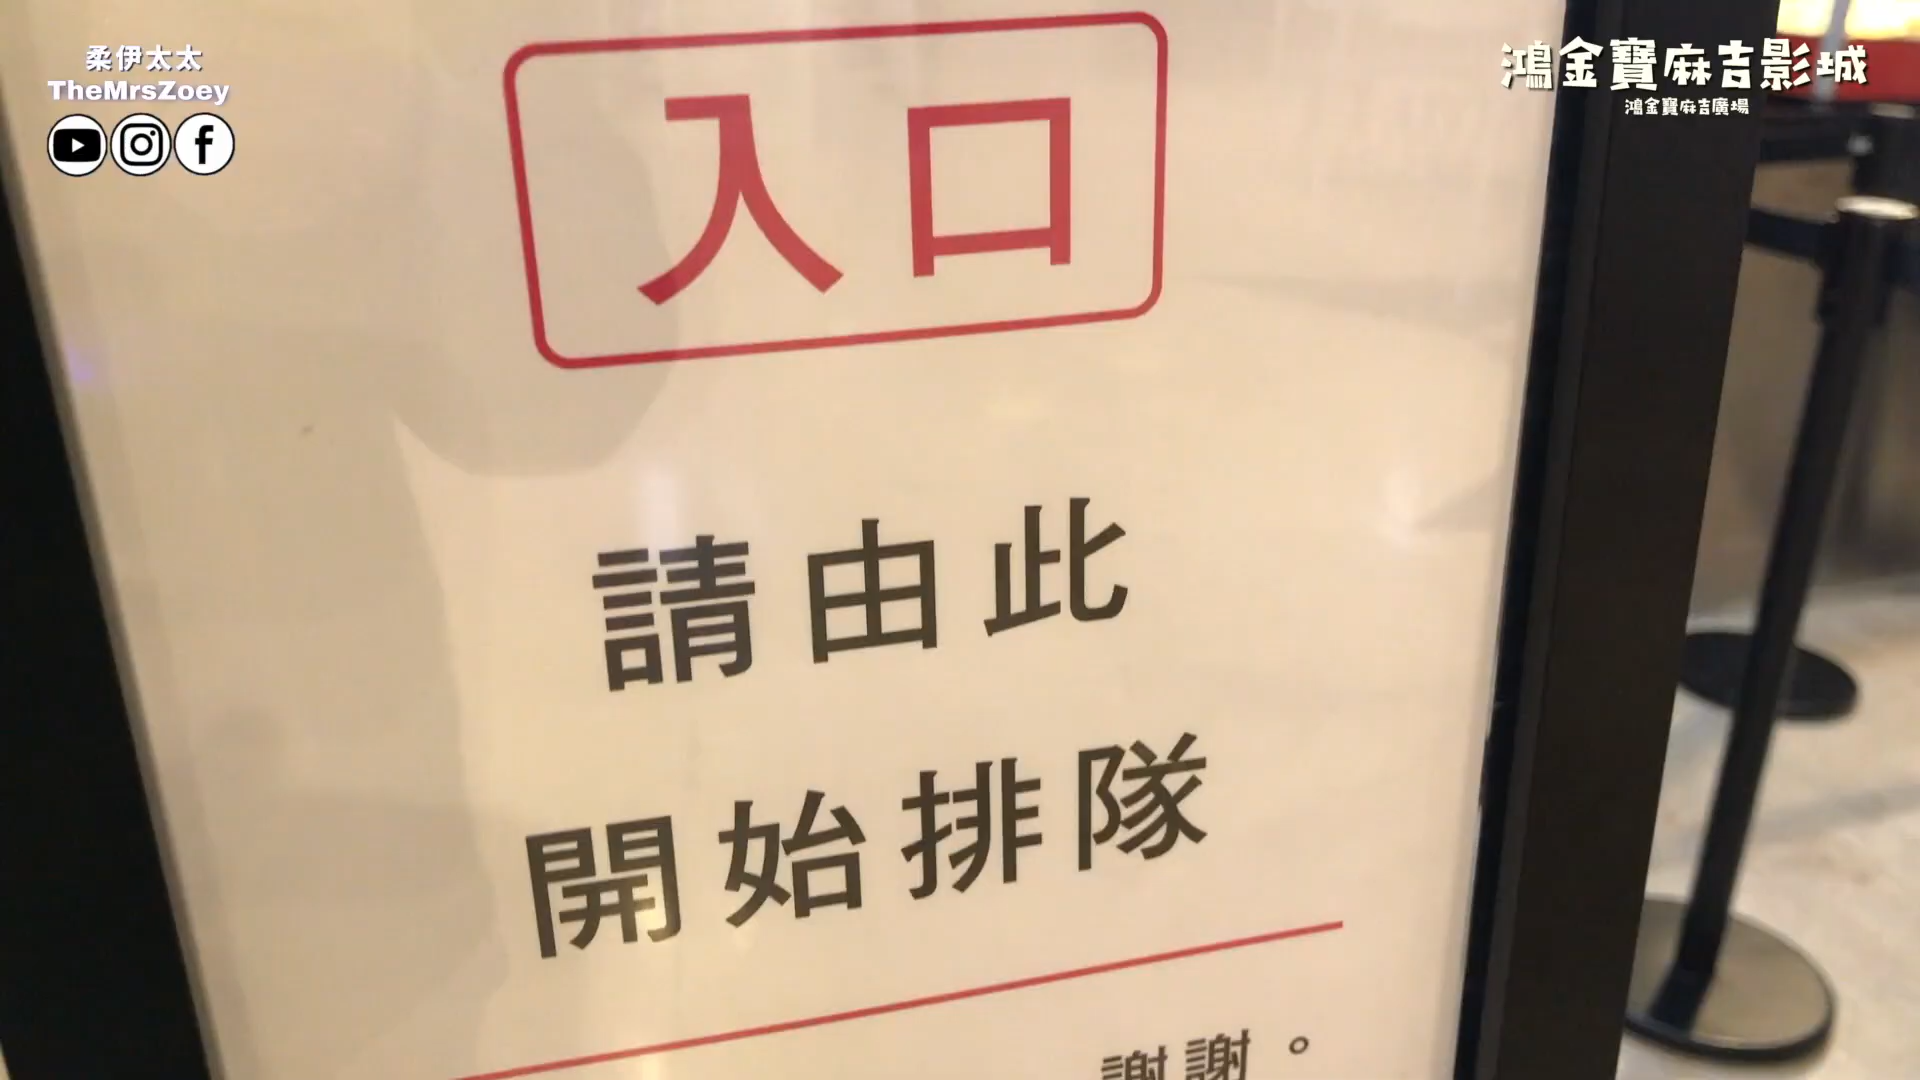 柔伊太太
TheMrsZoey
鴻金寶麻吉影城
鴻金寶麻吉廣場
入口
請由此
開始排隊
謝謝。